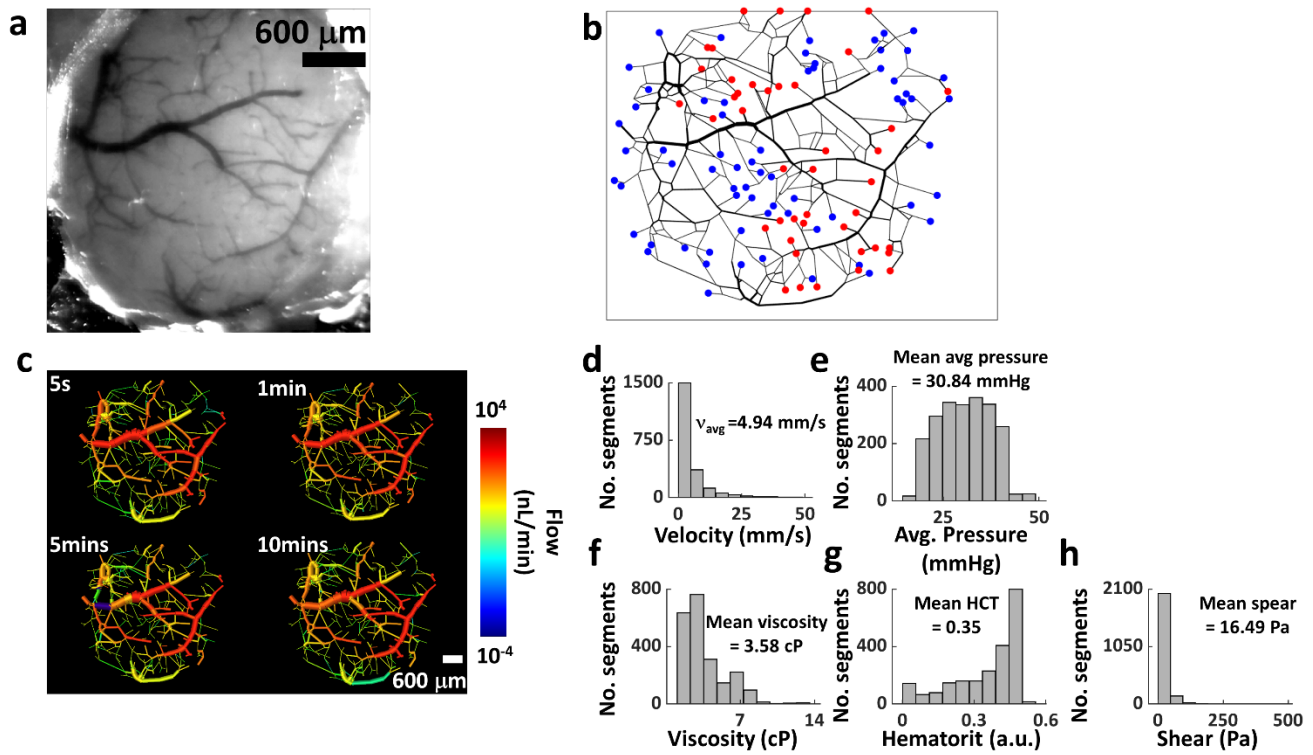 a
600 μm
b
c
5s
1min
5mins
10mins
600 μm
10⁴
10⁻⁴
Flow
(nL/min)
d
No. segments
1500
750
0
νavg =4.94 mm/s
0
25
50
Velocity (mm/s)
e
No. segments
Mean avg pressure
= 30.84 mmHg
400
200
0
25
50
Avg. Pressure
(mmHg)
f
No. segments
800
400
0
Mean viscosity
= 3.58 cP
7
14
Viscosity (cP)
g
No. segments
800
400
0
Mean HCT
= 0.35
0
0.3
0.6
Hematorit (a.u.)
h
No. segments
2100
1050
0
Mean spear
= 16.49 Pa
0
250
500
Shear (Pa)